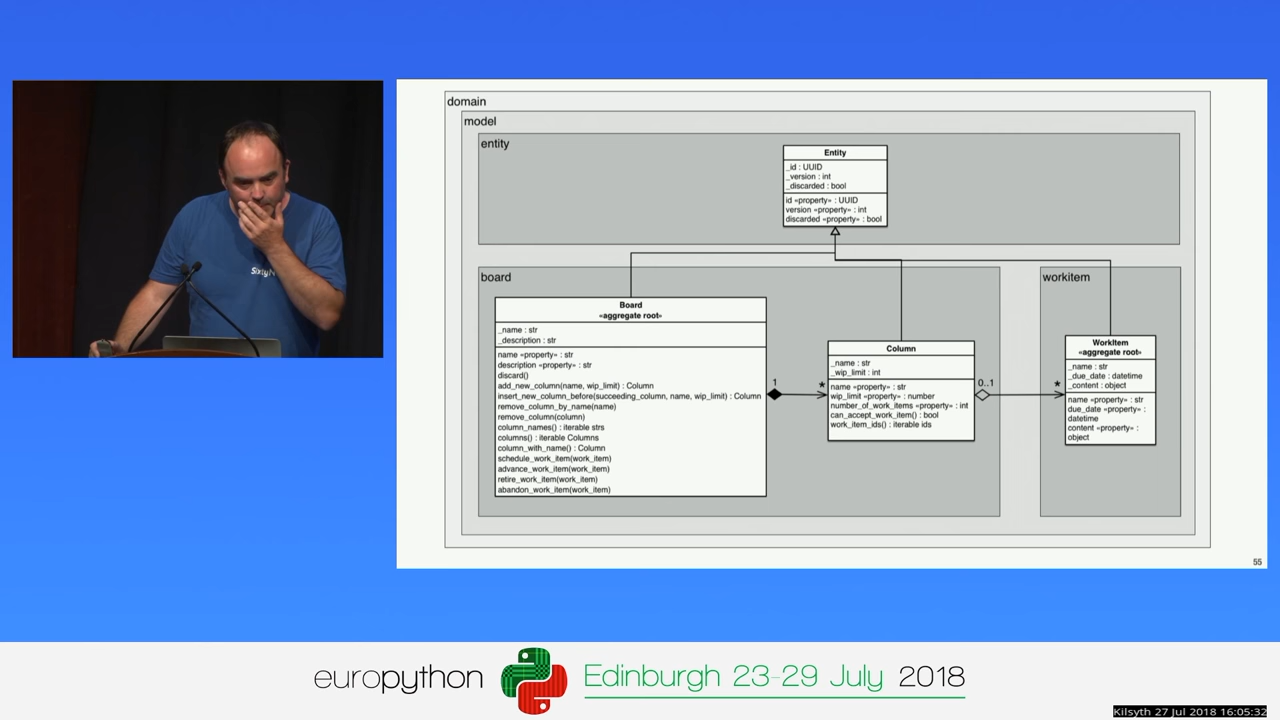 domain
model
entity
Entity
_id : UUID
_version : int
_discarded : bool
id «property» : UUID
version «property» : int
discarded «property» : bool
board
Board
«aggregate root»
_name : str
_description : str
name «property» : str
description «property» : str
discard()
add_new_column(name, wip_limit) : Column
insert_new_column_before(succeeding_column, name, wip_limit) : Column
remove_column_by_name(name)
remove_column(column)
column_names() : iterable strs
columns() : iterable Columns
column_with_name() : Column
schedule_work_item(work_item)
advance_work_item(work_item)
retire_work_item(work_item)
abandon_work_item(work_item)
1
*
Column
_name : str
_wip_limit : int
name «property» : str
wip_limit «property» : number
number_of_work_items «property» : int
can_accept_work_item() : bool
work_item_ids() : iterable ids
0..1
*
workitem
WorkItem
«aggregate root»
_name : str
_due_date : datetime
_content : object
name «property» : str
due_date «property» :
datetime
content «property» :
object
55
europython
Edinburgh 23-29 July 2018
Kilsyth 27 Jul 2018 16:05:32